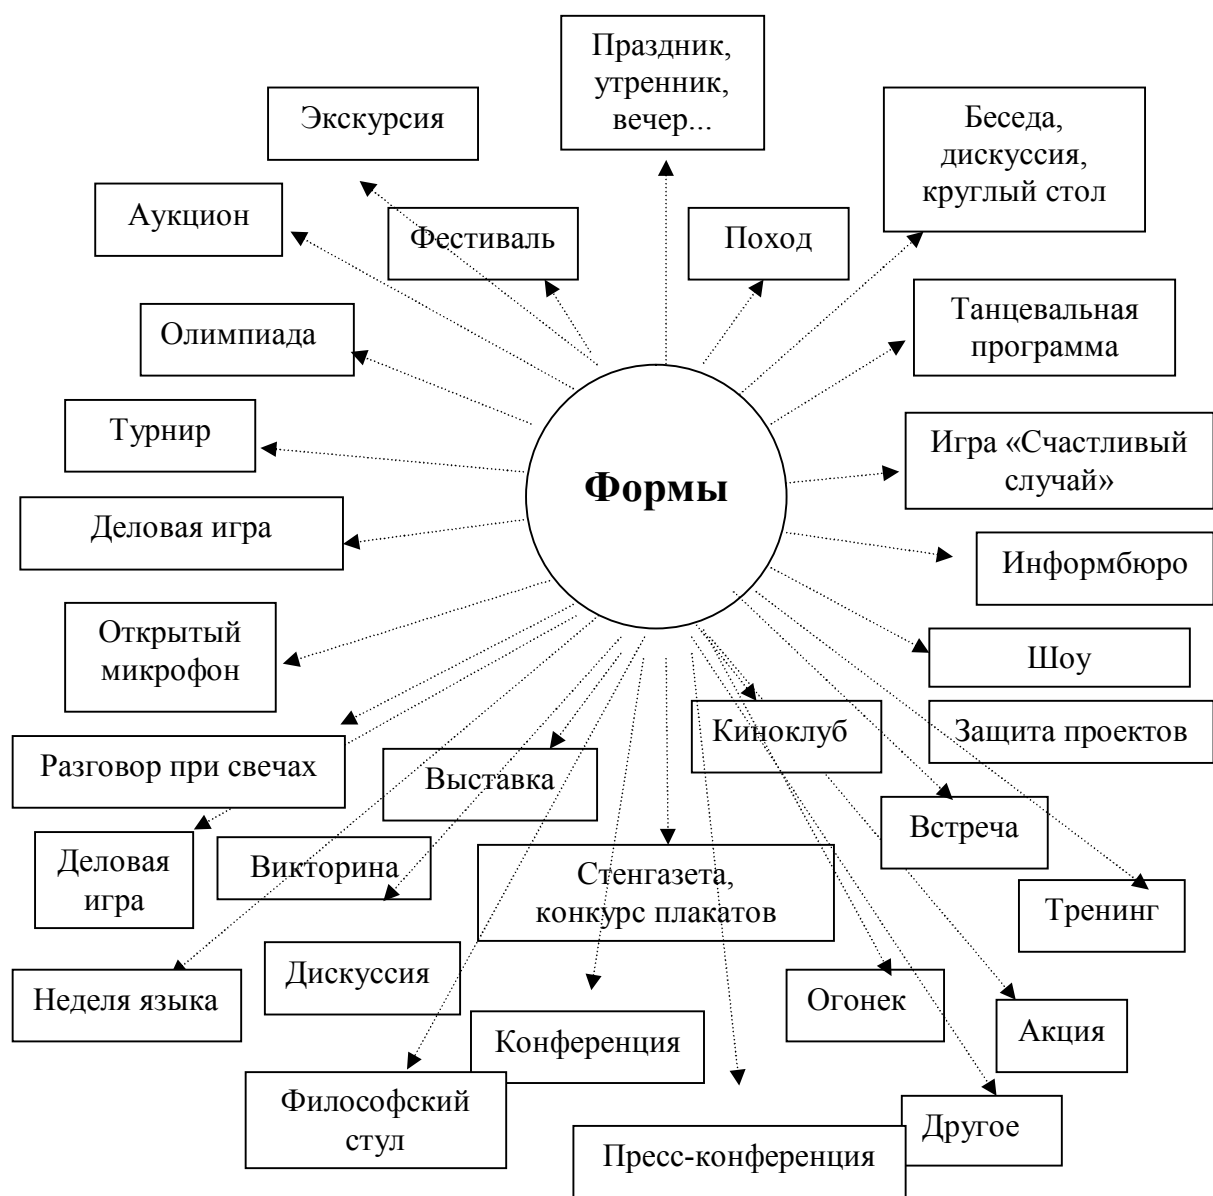 Праздник,
утренник,
вечер...
Экскурсия
Беседа,
дискуссия,
круглый стол
Аукцион
Фестиваль
Поход
Олимпиада
Танцевальная
программа
Турнир
Игра «Счастливый
случай»
Формы
Деловая игра
Информбюро
Открытый
микрофон
Шоу
Киноклуб
Защита проектов
Разговор при свечах
Выставка
Встреча
Деловая
игра
Викторина
Стенгазета,
конкурс плакатов
Тренинг
Неделя языка
Дискуссия
Огонек
Акция
Конференция
Философский
стул
Другое
Пресс-конференция